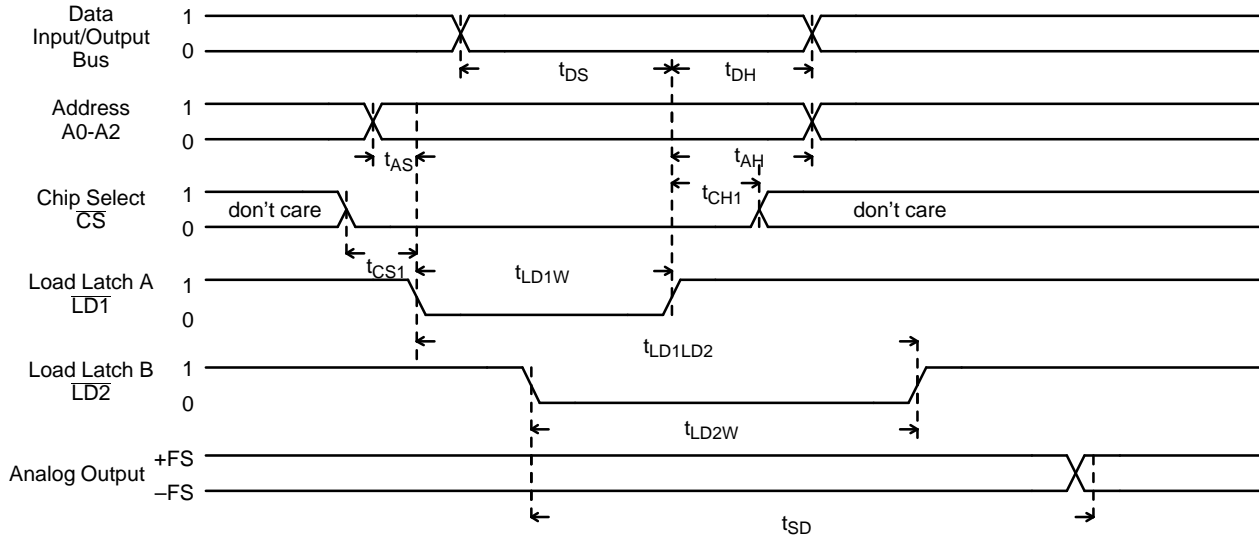 Data
Input/Output
Bus
1
0
tDS
tDH
Address
A0-A2
1
0
tAS
tAH
Chip Select
CS
1
0
don't care
tCH1
don't care
tCS1
Load Latch A
LD1
1
0
tLD1W
tLD1LD2
Load Latch B
LD2
1
0
tLD2W
Analog Output
+FS
–FS
tSD